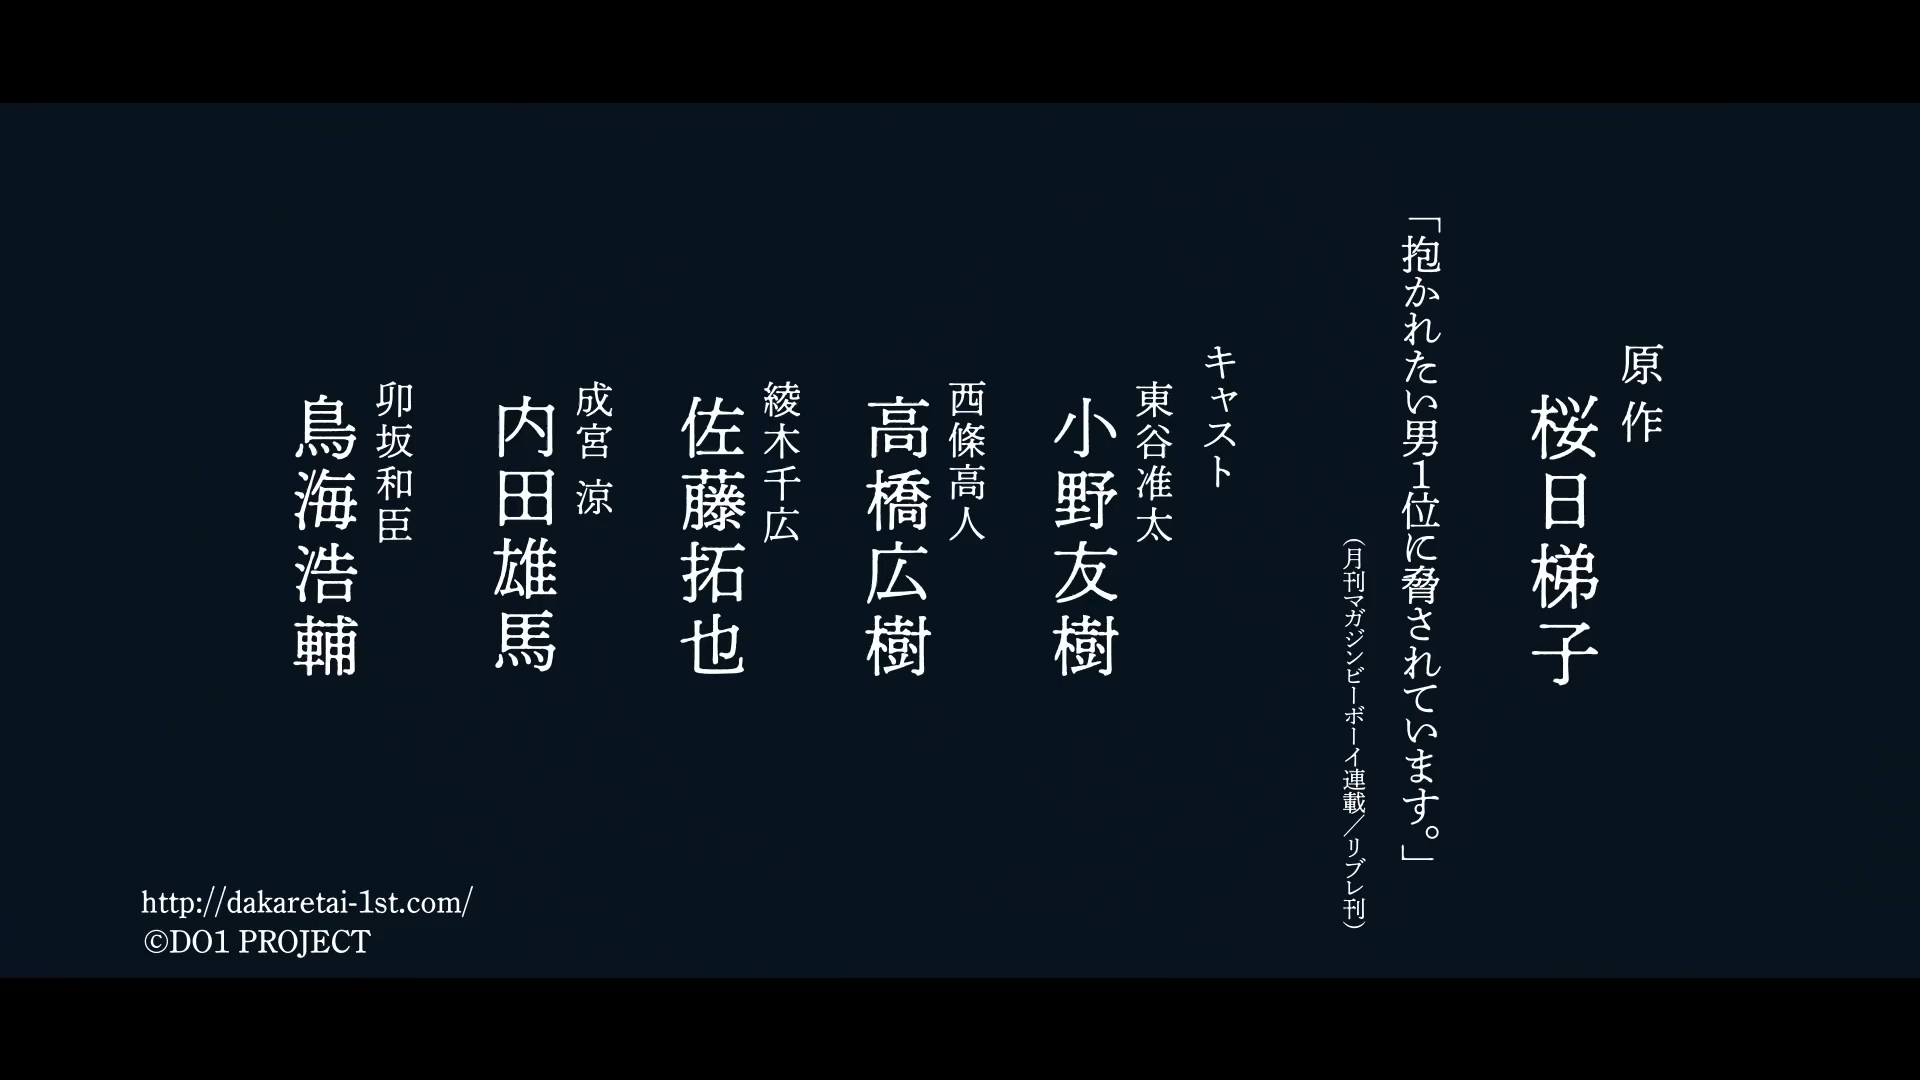 原作
桜日梯子
「抱かれたい男1位に脅されています。」
(月刊マガジンビーボーイ連載／リブレ刊)
キャスト
東谷准太
小野友樹
西條高人
高橋広樹
綾木千広
佐藤拓也
成宮 涼
内田雄馬
卯坂和臣
鳥海浩輔
http://dakaretai-1st.com/
©DO1 PROJECT